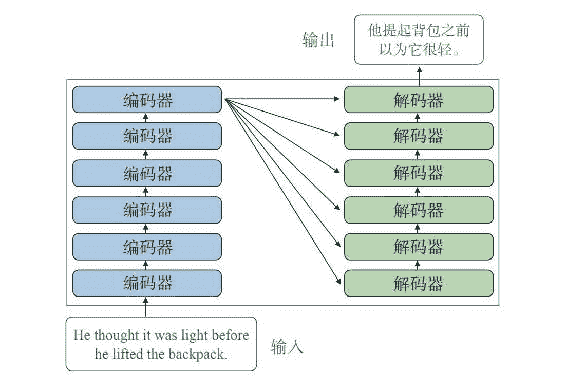 输出
他提起背包之前
以为它很轻。
编码器
编码器
编码器
编码器
编码器
编码器
解码器
解码器
解码器
解码器
解码器
解码器
He thought it was light before
he lifted the backpack.
输入